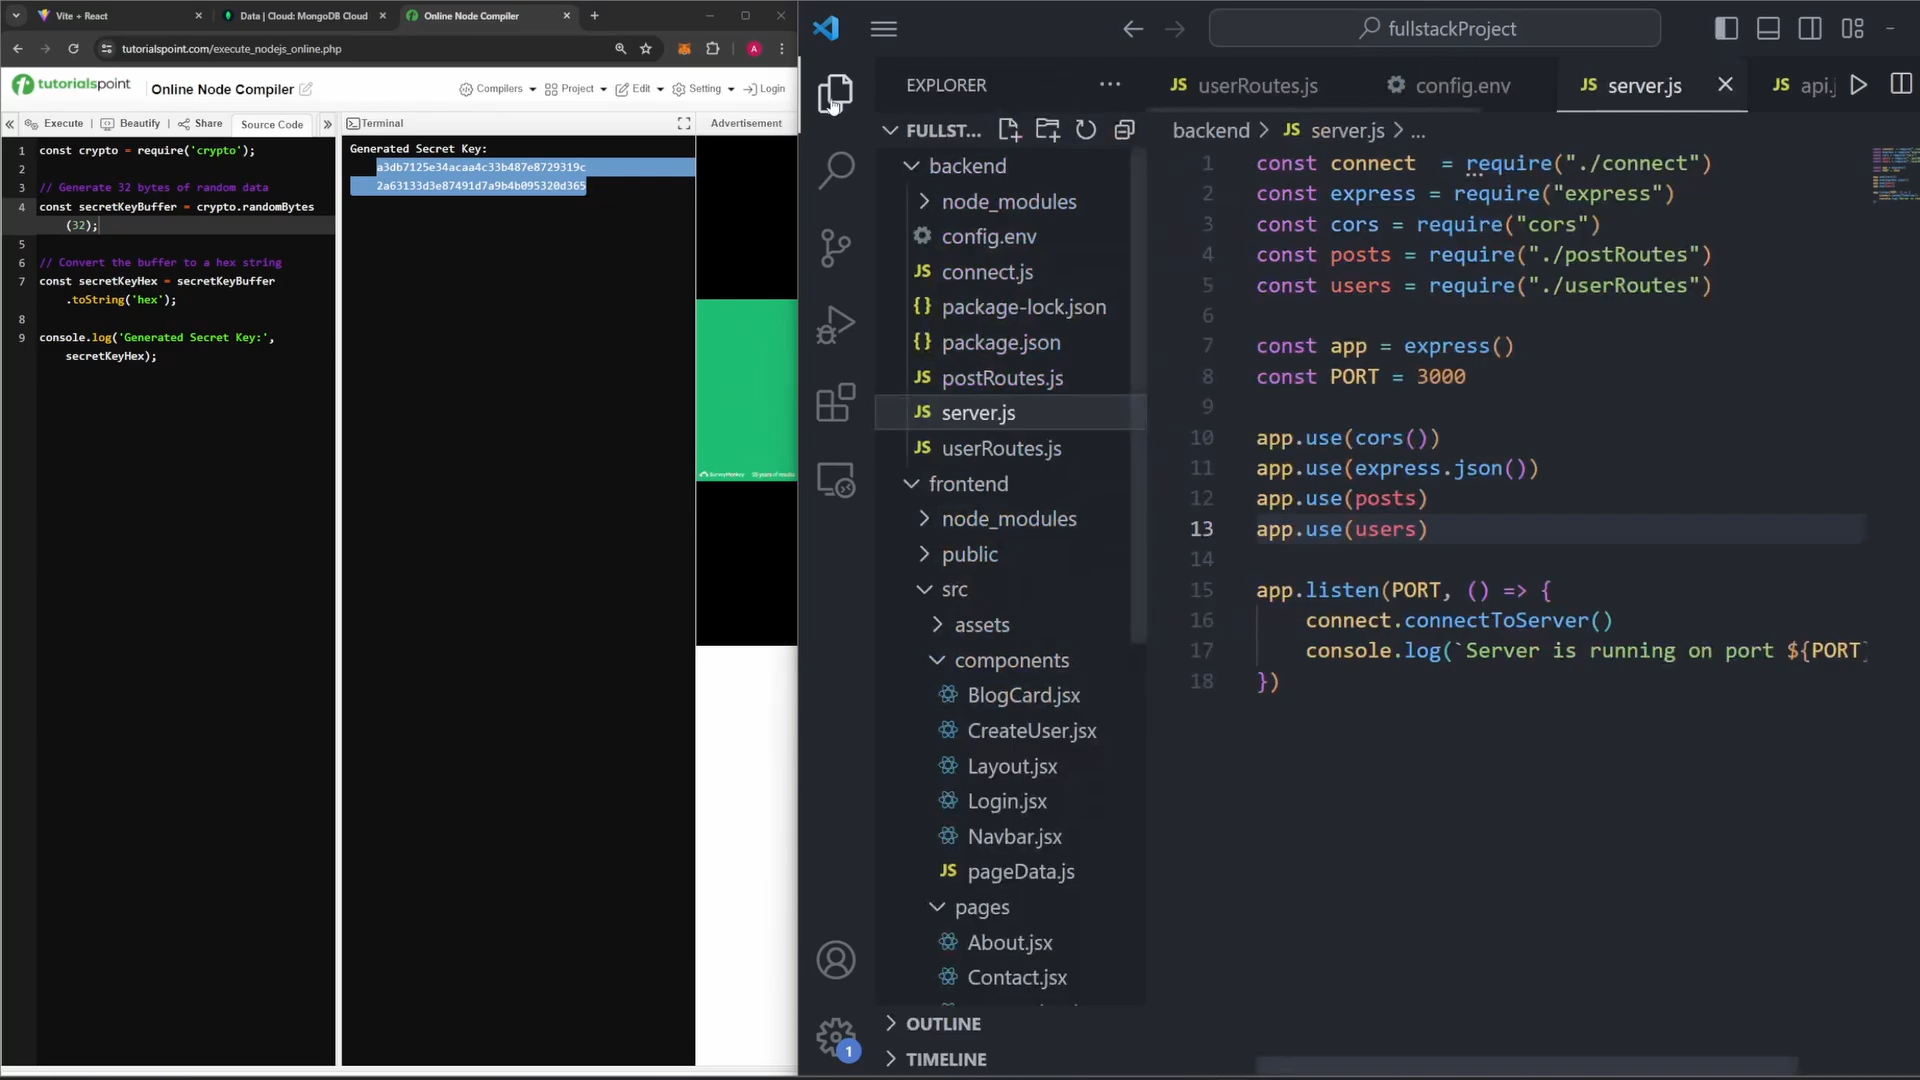 Vite + React
Data | Cloud: MongoDB Cloud
Online Node Compiler
tutorialspoint.com/execute_nodejs_online.php
A
tutorialspoint
Online Node Compiler
Compilers
Project
Edit
Setting
Login
Execute
Beautify
Share
Source Code
Terminal
Advertisement
1 const crypto = require('crypto');
2
3 // Generate 32 bytes of random data
4 const secretKeyBuffer = crypto.randomBytes
(32);
5
6 // Convert the buffer to a hex string
7 const secretKeyHex = secretKeyBuffer
.toString('hex');
8
9 console.log('Generated Secret Key:',
secretKeyHex);
Generated Secret Key:
a3db7125e34acaa4c33b487e8729319c
2a63133d3e87491d7a9b4b095320d365
SurveyMonkey
fullstackProject
EXPLORER
FULLST...
backend
node_modules
config.env
connect.js
package-lock.json
package.json
postRoutes.js
server.js
userRoutes.js
frontend
node_modules
public
src
assets
components
BlogCard.jsx
CreateUser.jsx
Layout.jsx
Login.jsx
Navbar.jsx
pageData.js
pages
About.jsx
Contact.jsx
OUTLINE
TIMELINE
1
userRoutes.js
config.env
server.js
api.j
backend > JS server.js > ...
1 const connect = require("./connect")
2 const express = require("express")
3 const cors = require("cors")
4 const posts = require("./postRoutes")
5 const users = require("./userRoutes")
6
7 const app = express()
8 const PORT = 3000
9
10 app.use(cors())
11 app.use(express.json())
12 app.use(posts)
13 app.use(users)
14
15 app.listen(PORT, () => {
16 connect.connectToServer()
17 console.log(`Server is running on port ${PORT}
18 })